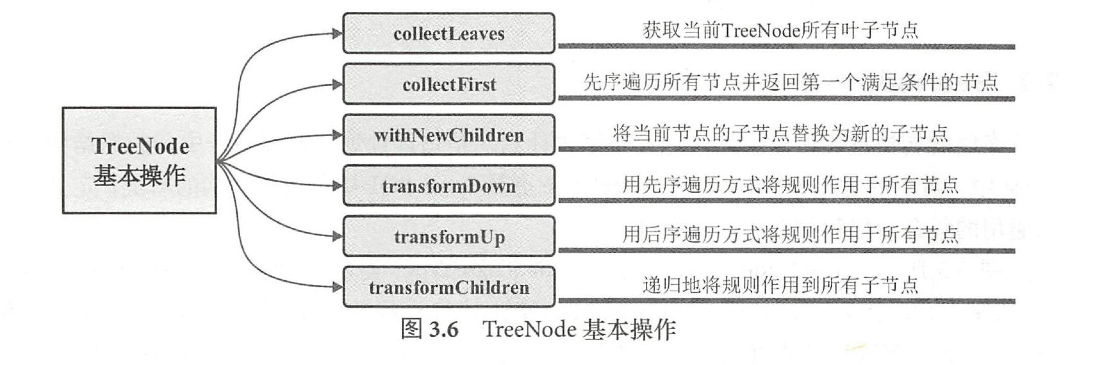 TreeNode
基本操作
collectLeaves
获取当前TreeNode所有叶子节点
collectFirst
先序遍历所有节点并返回第一个满足条件的节点
withNewChildren
将当前节点的子节点替换为新的子节点
transformDown
用先序遍历方式将规则作用于所有节点
transformUp
用后序遍历方式将规则作用于所有节点
transformChildren
递归地将规则作用到所有子节点
图 3.6 TreeNode 基本操作